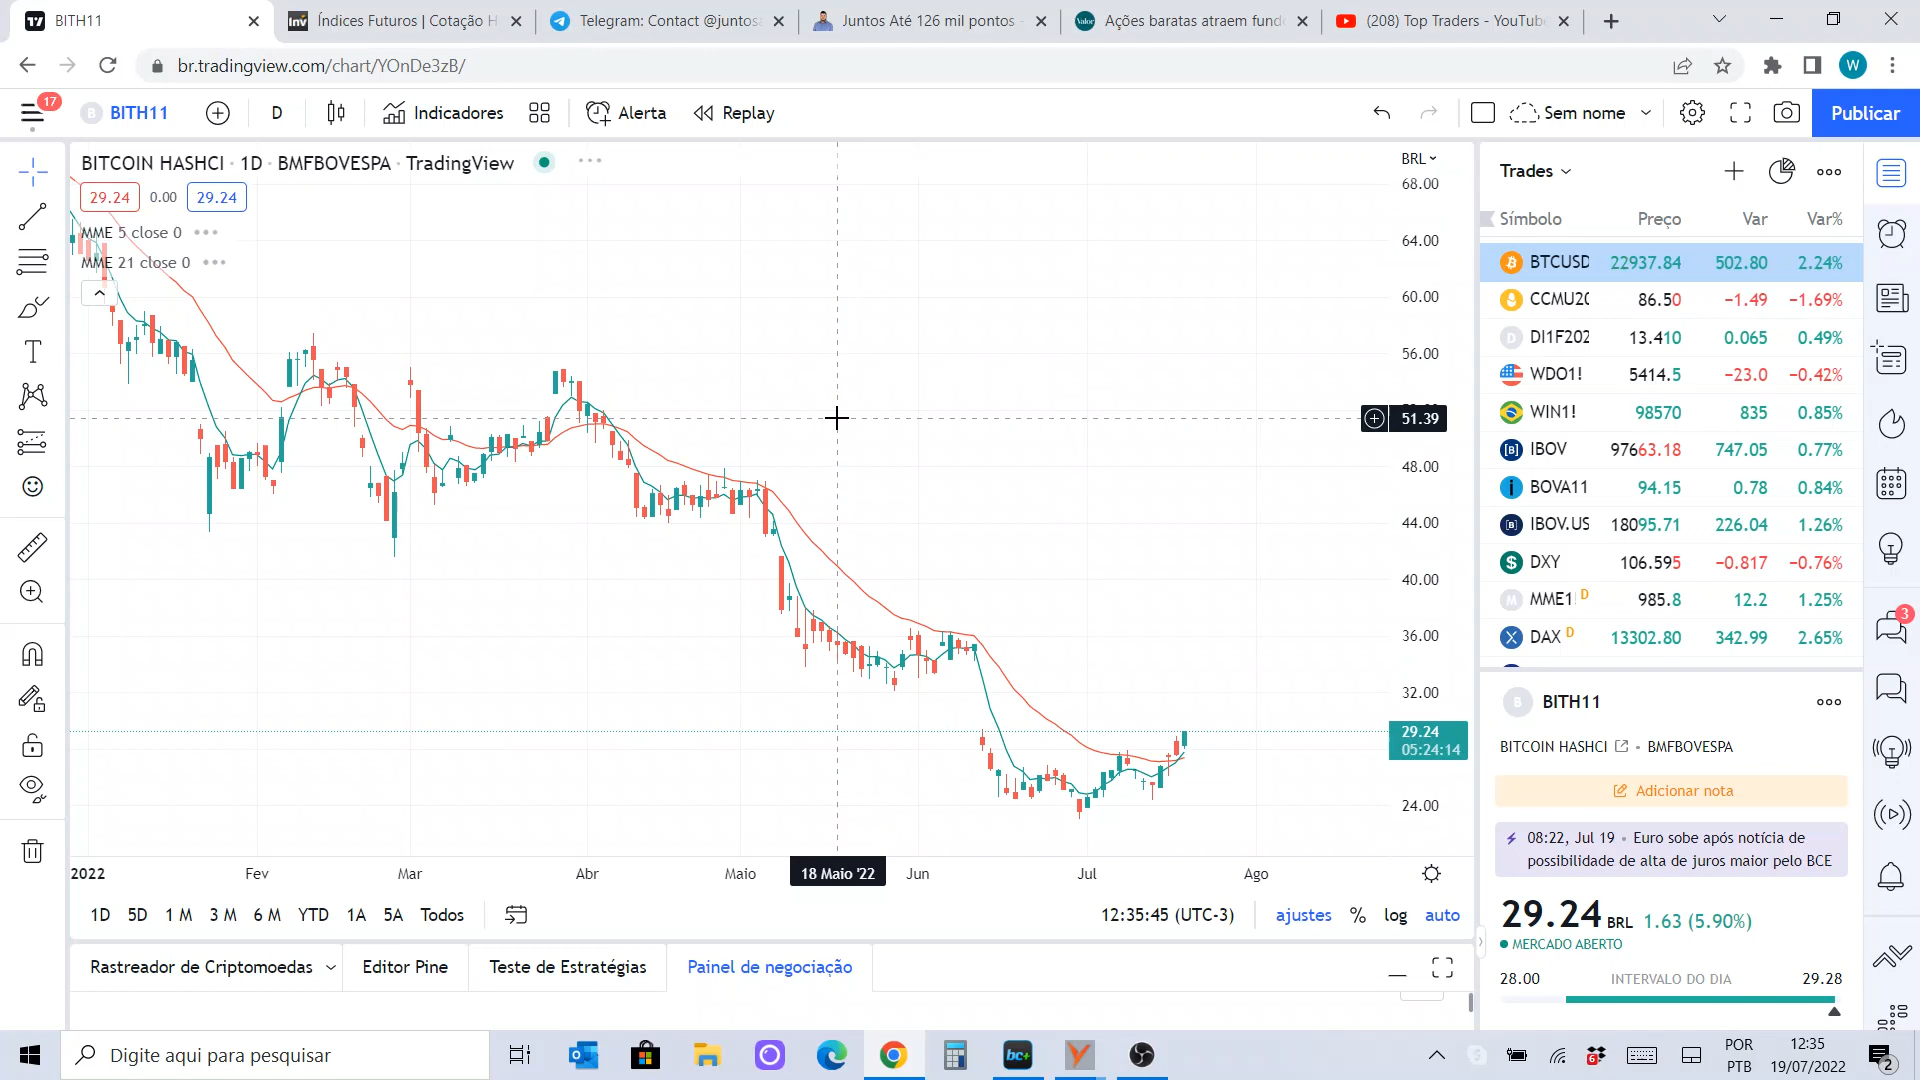 BITH11
Índices Futuros | Cotação H
Telegram: Contact @juntosa
Juntos Até 126 mil pontos -
Valor
Ações baratas atraem fund
(208) Top Traders - YouTube
br.tradingview.com/chart/YOnDe3zB/
W
17
B
BITH11
D
Indicadores
Alerta
Replay
Sem nome
Publicar
BITCOIN HASHCI · 1D · BMFBOVESPA · TradingView
29.24
0.00
29.24
MME 5 close 0
MME 21 close 0
BRL
68.00
64.00
60.00
56.00
51.39
48.00
44.00
40.00
36.00
32.00
29.24
05:24:14
24.00
2022
Fev
Mar
Abr
Maio
18 Maio '22
Jun
Jul
Ago
1D 5D 1 M 3 M 6 M YTD 1A 5A Todos
12:35:45 (UTC-3)
ajustes
%
log
auto
Rastreador de Criptomoedas
Editor Pine
Teste de Estratégias
Painel de negociação
Trades
Símbolo Preço Var Var%
BTCUSD 22937.84 502.80 2.24%
CCMU20 86.50 −1.49 −1.69%
DI1F202 13.410 0.065 0.49%
WDO1! 5414.5 −23.0 −0.42%
WIN1! 98570 835 0.85%
IBOV 97663.18 747.05 0.77%
BOVA11 94.15 0.78 0.84%
IBOV.US 18095.71 226.04 1.26%
DXY 106.595 −0.817 −0.76%
MME1! D 985.8 12.2 1.25%
DAX D 13302.80 342.99 2.65%
3
B
BITH11
BITCOIN HASHCI • BMFBOVESPA
Adicionar nota
08:22, Jul 19 • Euro sobe após notícia de
possibilidade de alta de juros maior pelo BCE
29.24 BRL 1.63 (5.90%)
MERCADO ABERTO
28.00 INTERVALO DO DIA 29.28
Digite aqui para pesquisar
bc+
6
POR
PTB
12:35
19/07/2022
2